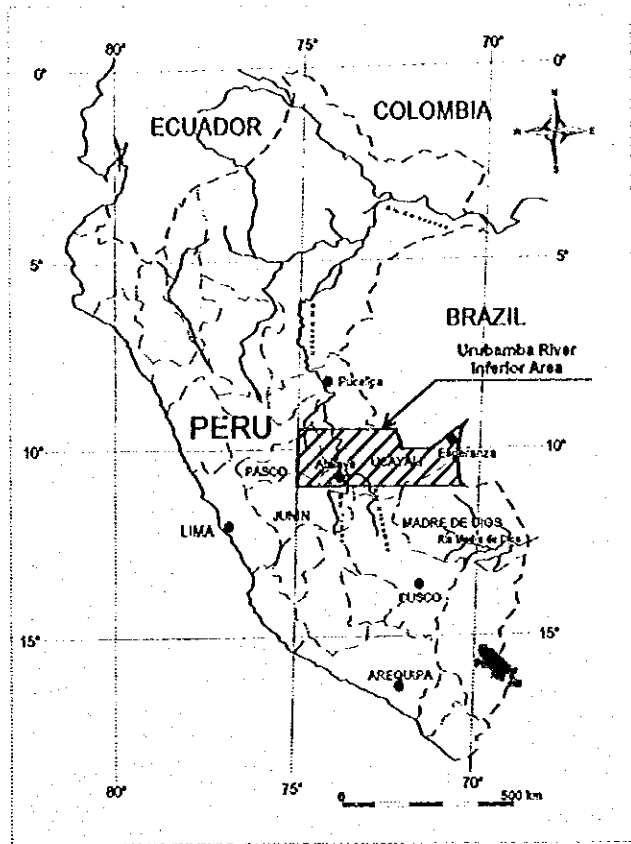 80°
75°
70°
0°
0°
N
COLOMBIA
ECUADOR
E
S
5°
5°
BRAZIL
Urubamba River
Inferior Area
PERU
10°
10°
Esperanza
UCAYALI
PASCO
JUNIN
MADRE DE DIOS
LIMA
CUSCO
15°
15°
AREQUIPA
80°
75°
70°
0
500 km